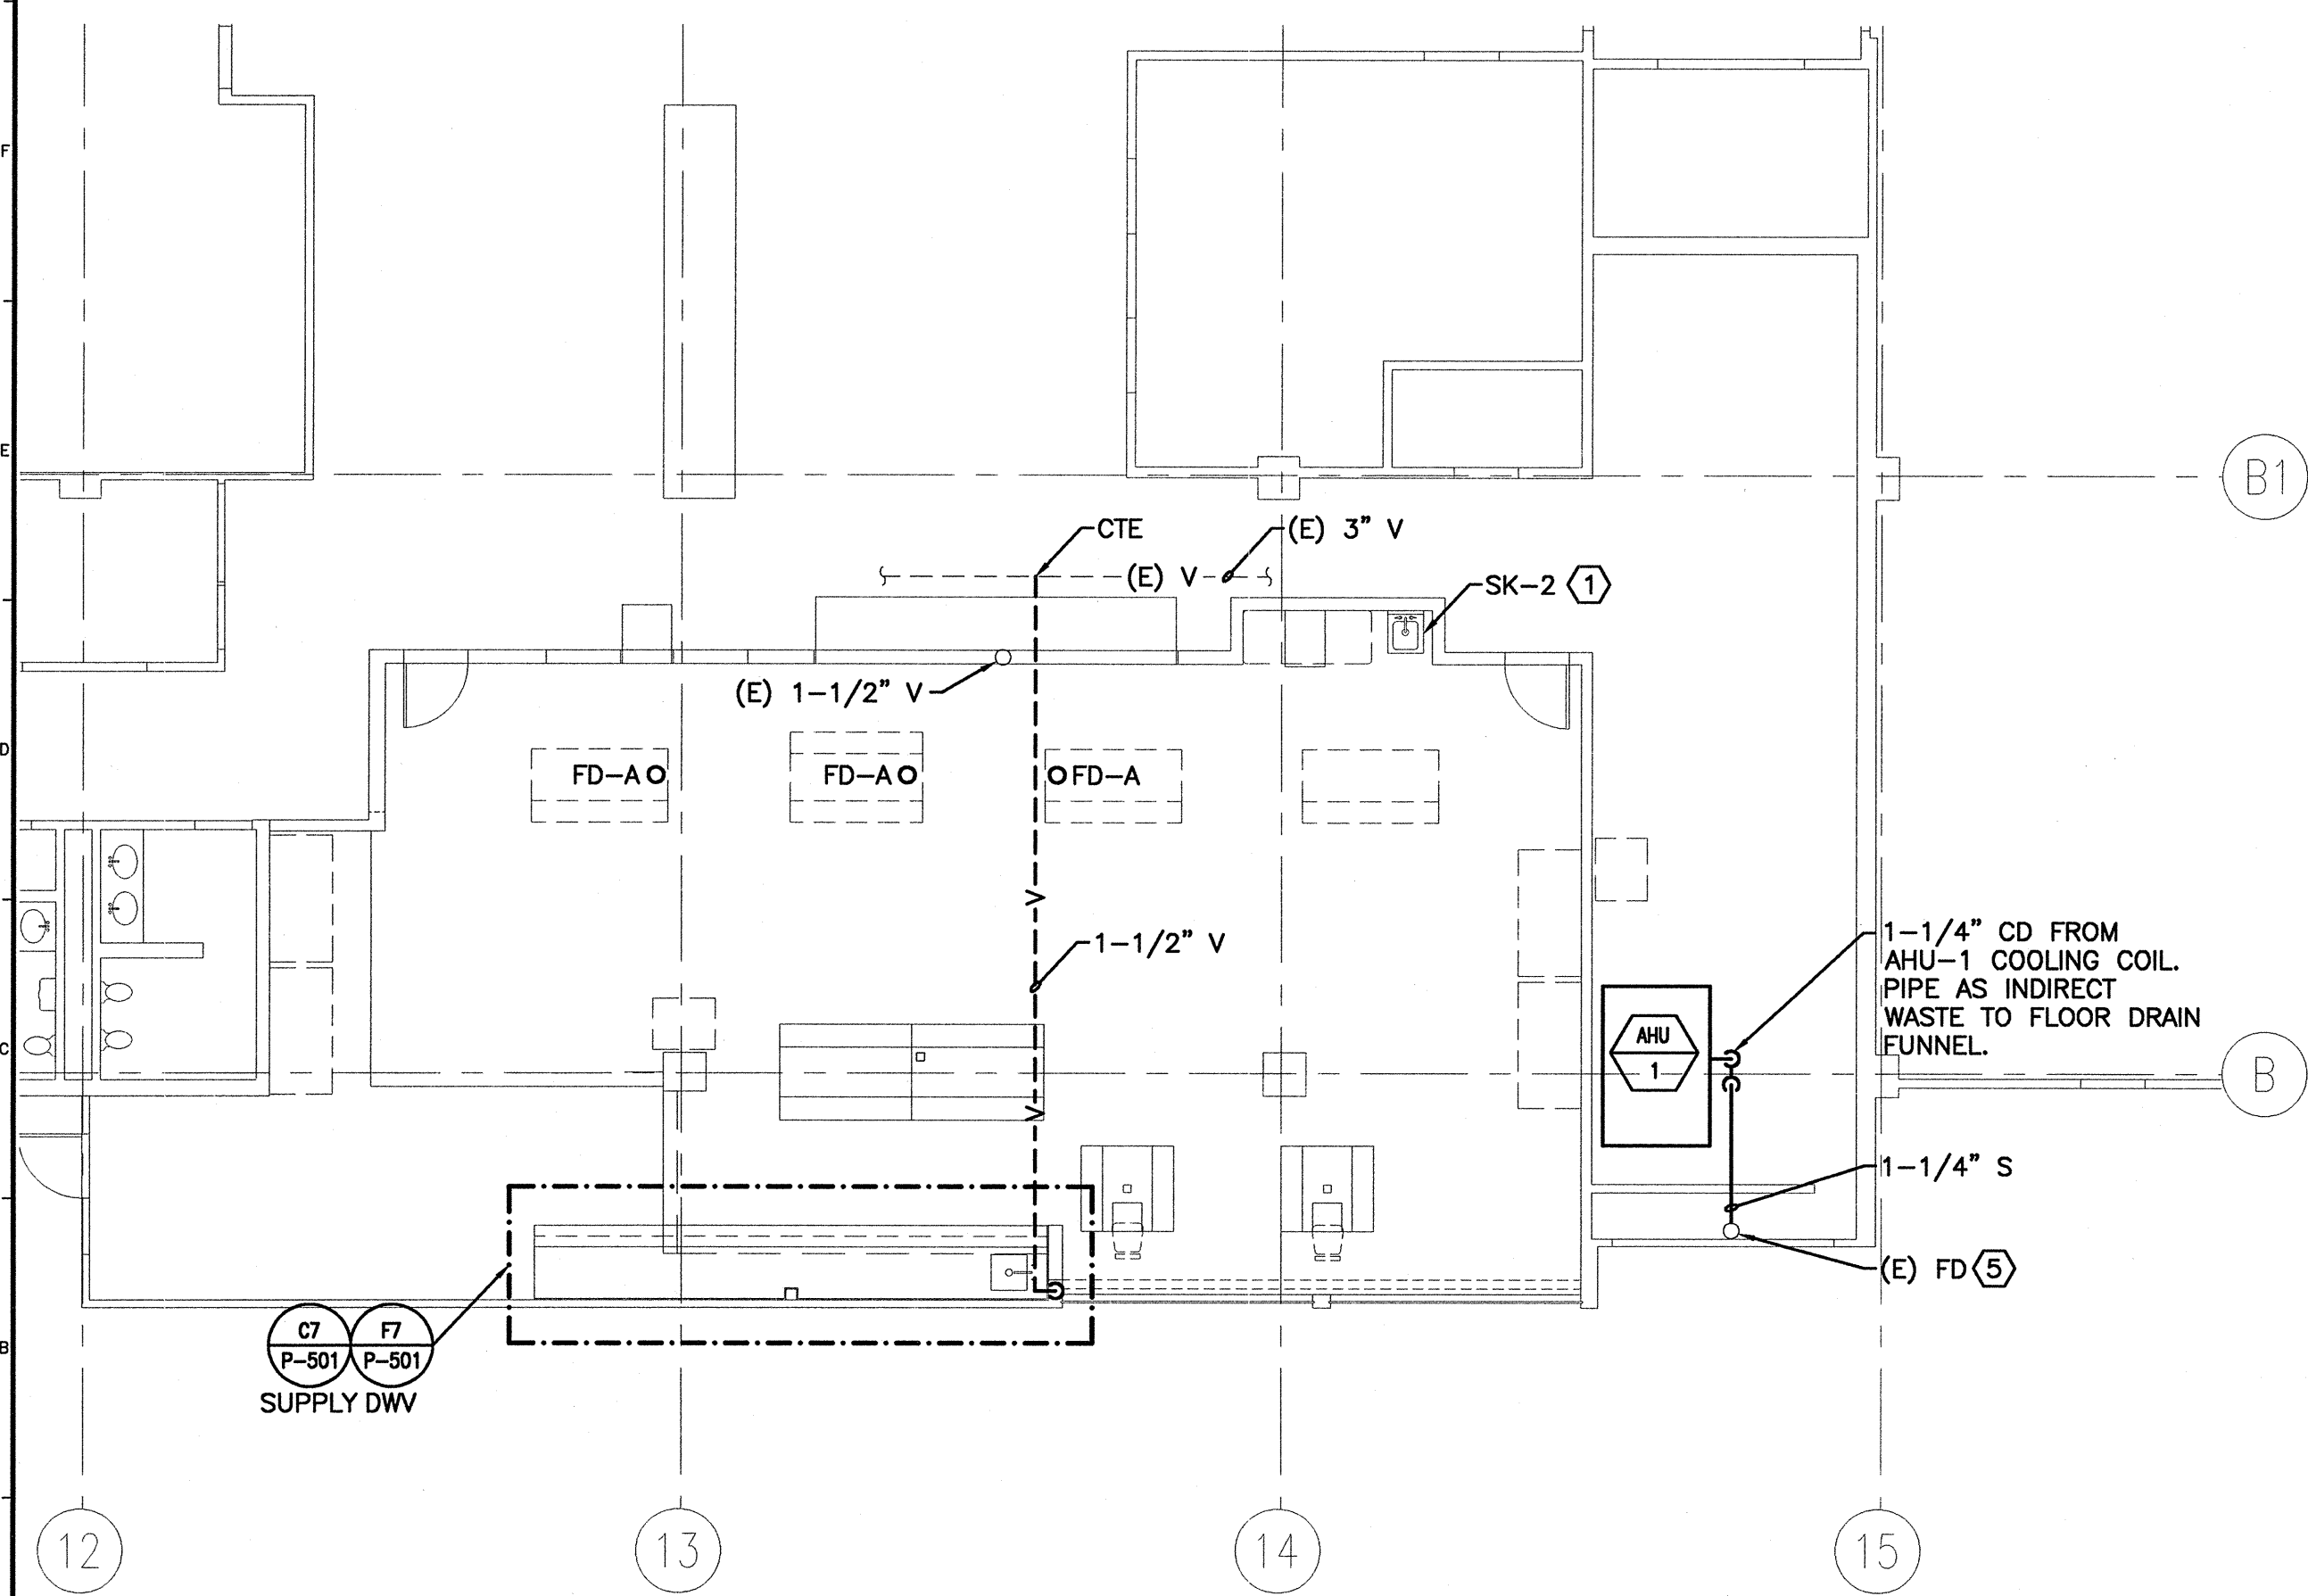 F
E
B1
CTE
(E) 3" V
(E) V
SK-2 1
(E) 1-1/2" V
D
FD-A
FD-A
FD-A
V
1-1/2" V
1-1/4" CD FROM
AHU-1 COOLING COIL.
PIPE AS INDIRECT
WASTE TO FLOOR DRAIN
FUNNEL.
C
AHU
1
B
V
1-1/4" S
(E) FD 5
C7
P-501
F7
P-501
B
SUPPLY DWV
12
13
14
15